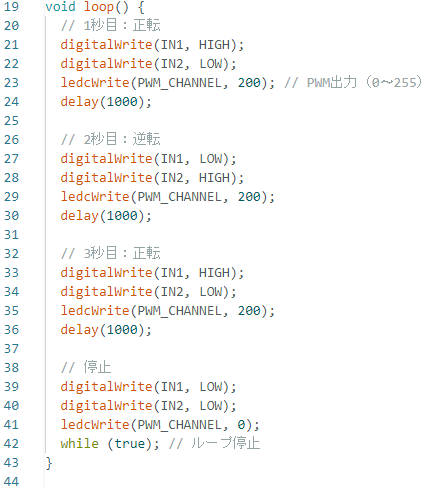 19 void loop() {
20 // 1秒目：正転
21 digitalWrite(IN1, HIGH);
22 digitalWrite(IN2, LOW);
23 ledcWrite(PWM_CHANNEL, 200); // PWM出力（0～255）
24 delay(1000);
25
26 // 2秒目：逆転
27 digitalWrite(IN1, LOW);
28 digitalWrite(IN2, HIGH);
29 ledcWrite(PWM_CHANNEL, 200);
30 delay(1000);
31
32 // 3秒目：正転
33 digitalWrite(IN1, HIGH);
34 digitalWrite(IN2, LOW);
35 ledcWrite(PWM_CHANNEL, 200);
36 delay(1000);
37
38 // 停止
39 digitalWrite(IN1, LOW);
40 digitalWrite(IN2, LOW);
41 ledcWrite(PWM_CHANNEL, 0);
42 while (true); // ループ停止
43 }
44